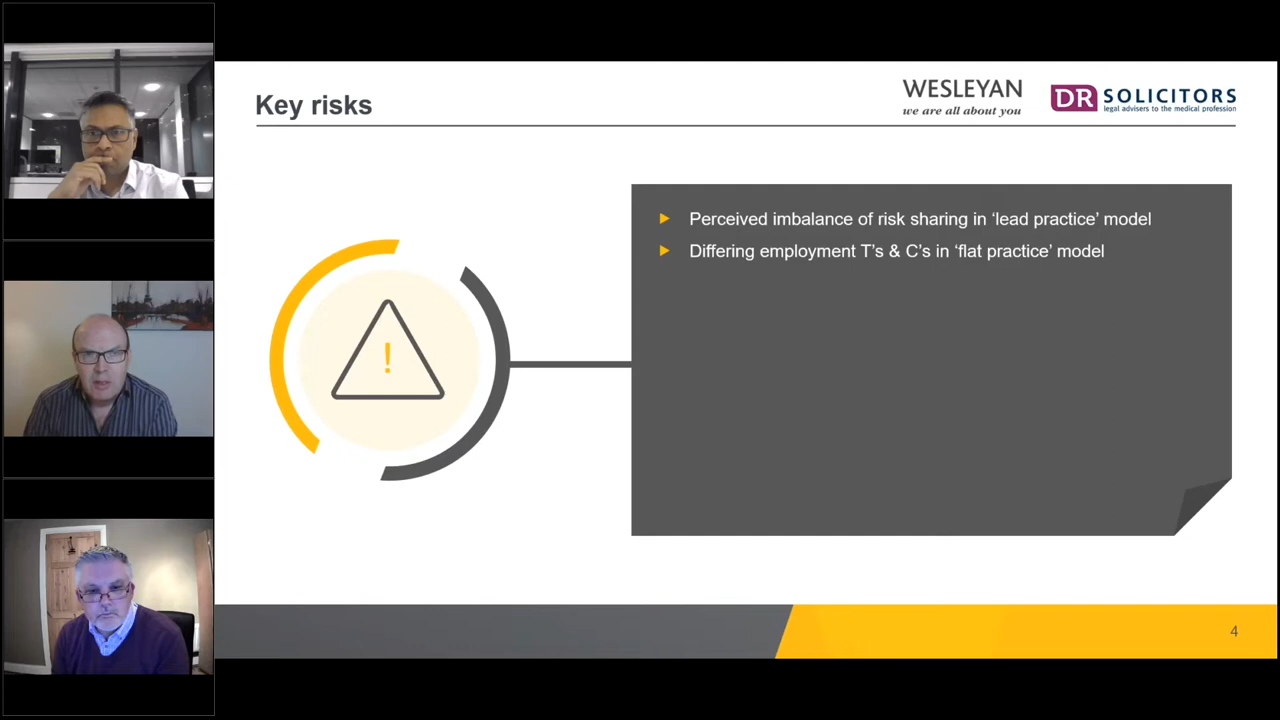 Key risks
WESLEYAN
we are all about you
DR SOLICITORS
legal advisers to the medical profession
Perceived imbalance of risk sharing in ‘lead practice’ model
Differing employment T’s & C’s in ‘flat practice’ model
!
4